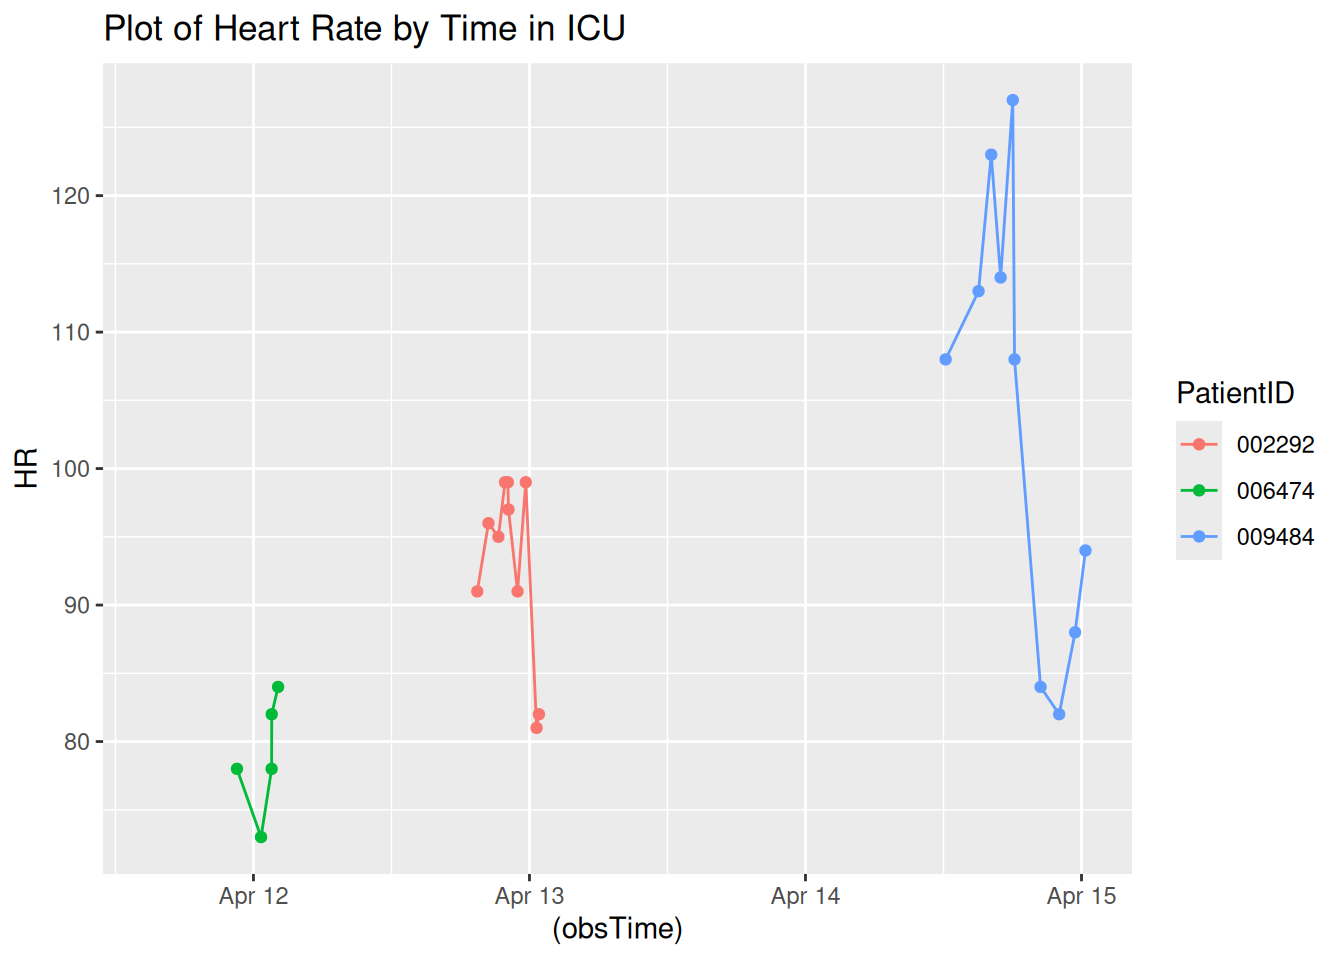 Plot of Heart Rate by Time in ICU
HR
120
110
100
90
80
Apr 12
Apr 13
Apr 14
Apr 15
(obsTime)
PatientID
002292
006474
009484